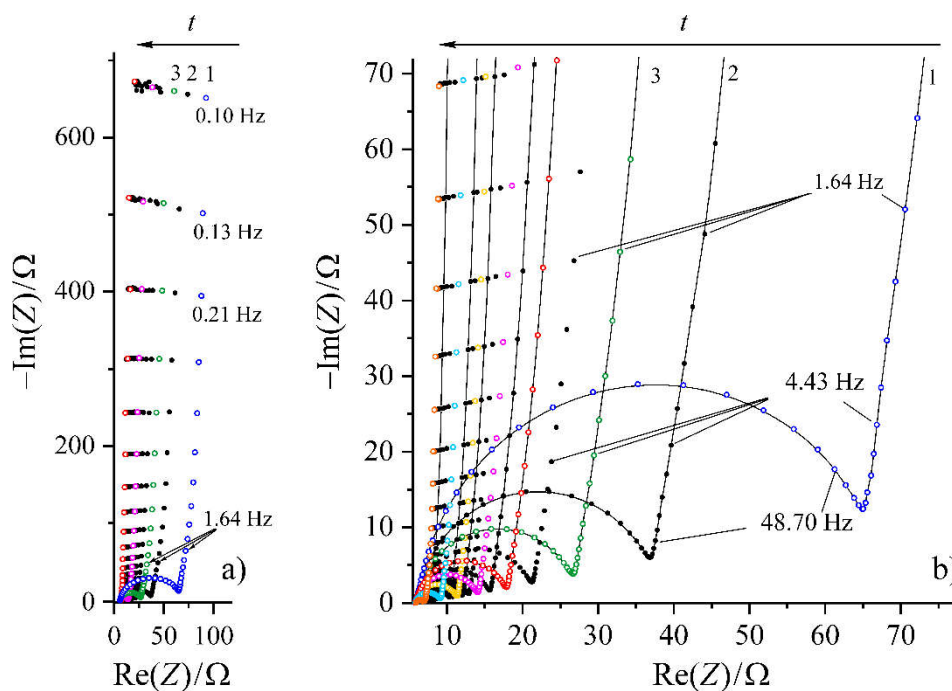 t
3 2 1
0.10 Hz
0.13 Hz
0.21 Hz
1.64 Hz
a)
600
400
200
0
0 50 100
−Im(Z)/Ω
Re(Z)/Ω
t
3
2
1
1.64 Hz
4.43 Hz
48.70 Hz
b)
70
60
50
40
30
20
10
0
10 20 30 40 50 60 70
−Im(Z)/Ω
Re(Z)/Ω